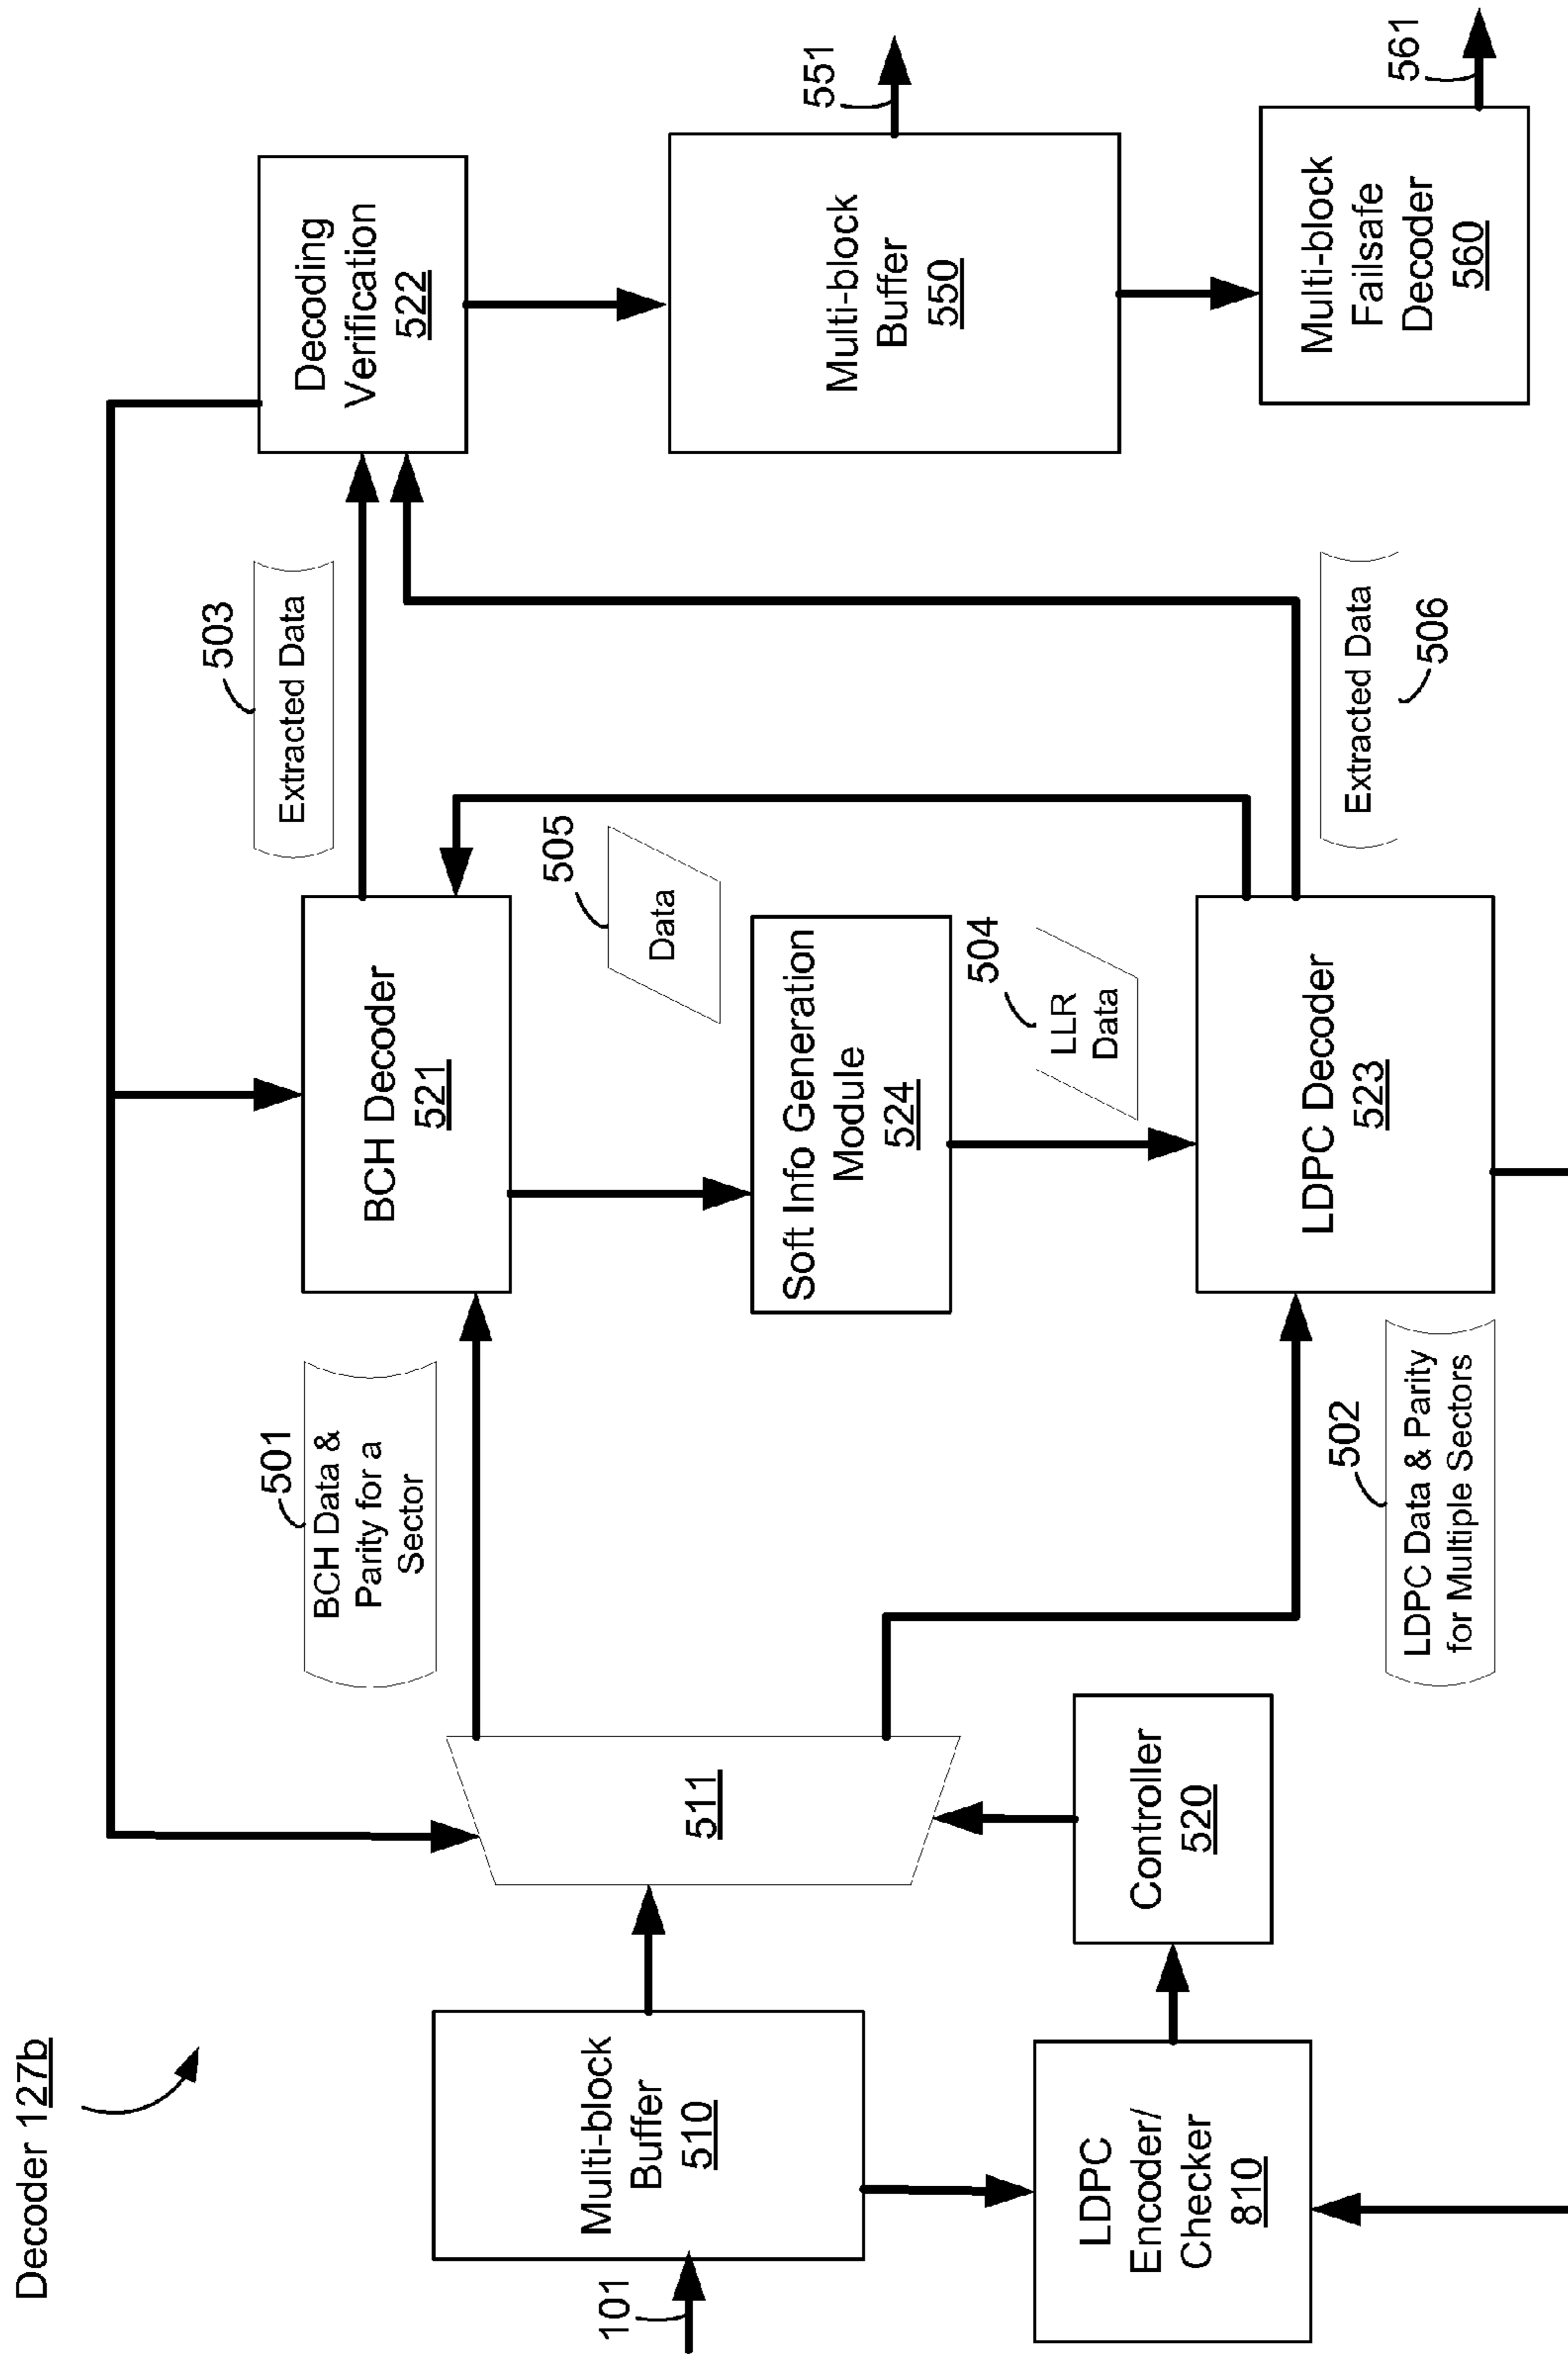 Decoder 127b
101
Multi-block
Buffer
510
LDPC
Encoder/
Checker
810
511
Controller
520
501
BCH Data &
Parity for a
Sector
502
LDPC Data & Parity
for Multiple Sectors
BCH Decoder
521
505
Data
Soft Info Generation
Module
524
504
LLR
Data
LDPC Decoder
523
503
Extracted Data
Extracted Data
506
Decoding
Verification
522
Multi-block
Buffer
550
551
Multi-block
Failsafe
Decoder
560
561